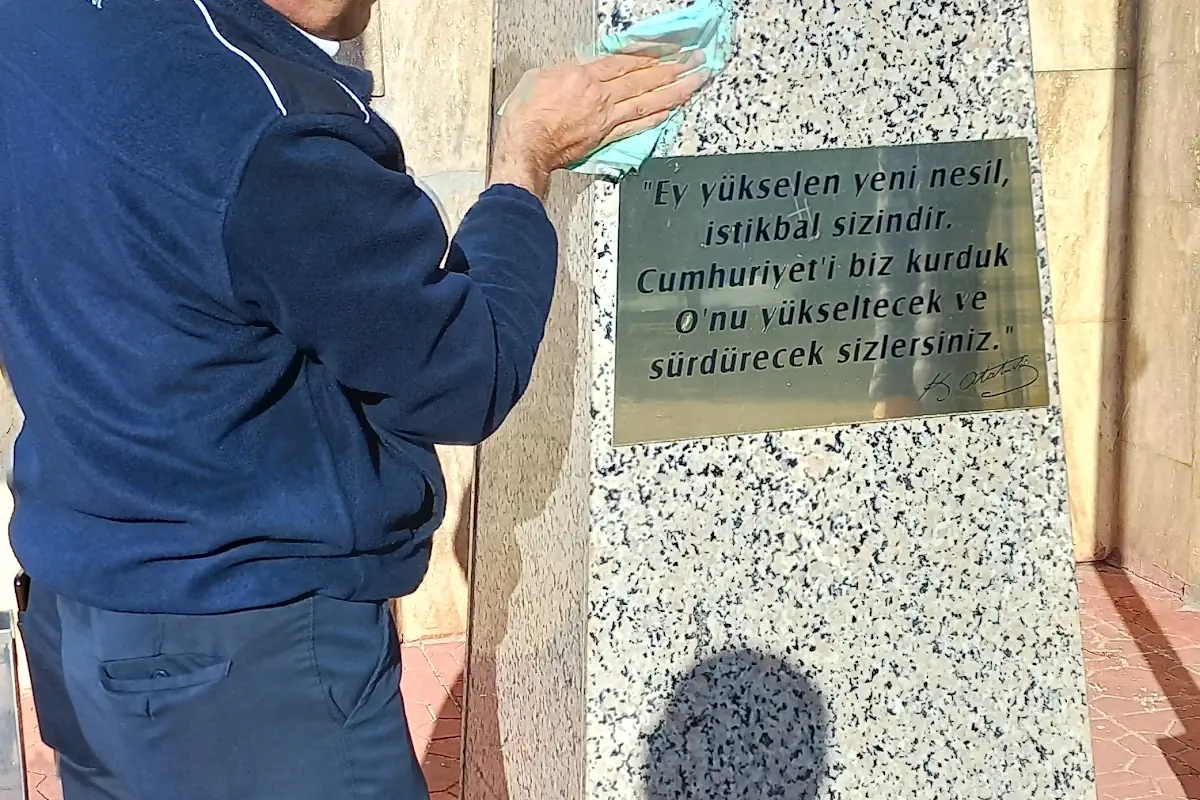 "Ey yükselen yeni nesil,
istikbal sizindir.
Cumhuriyet'i biz kurduk
O'nu yükseltecek ve
sürdürecek sizlersiniz."
K. Atatürk